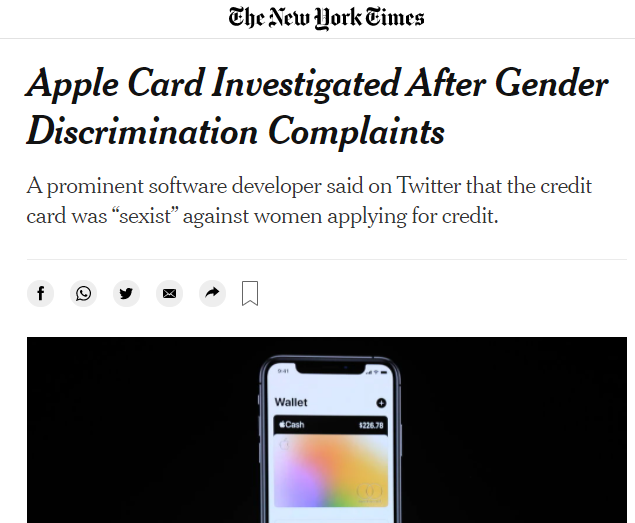 The New York Times
Apple Card Investigated After Gender
Discrimination Complaints
A prominent software developer said on Twitter that the credit
card was “sexist” against women applying for credit.
9:41
Wallet
Cash $226.78